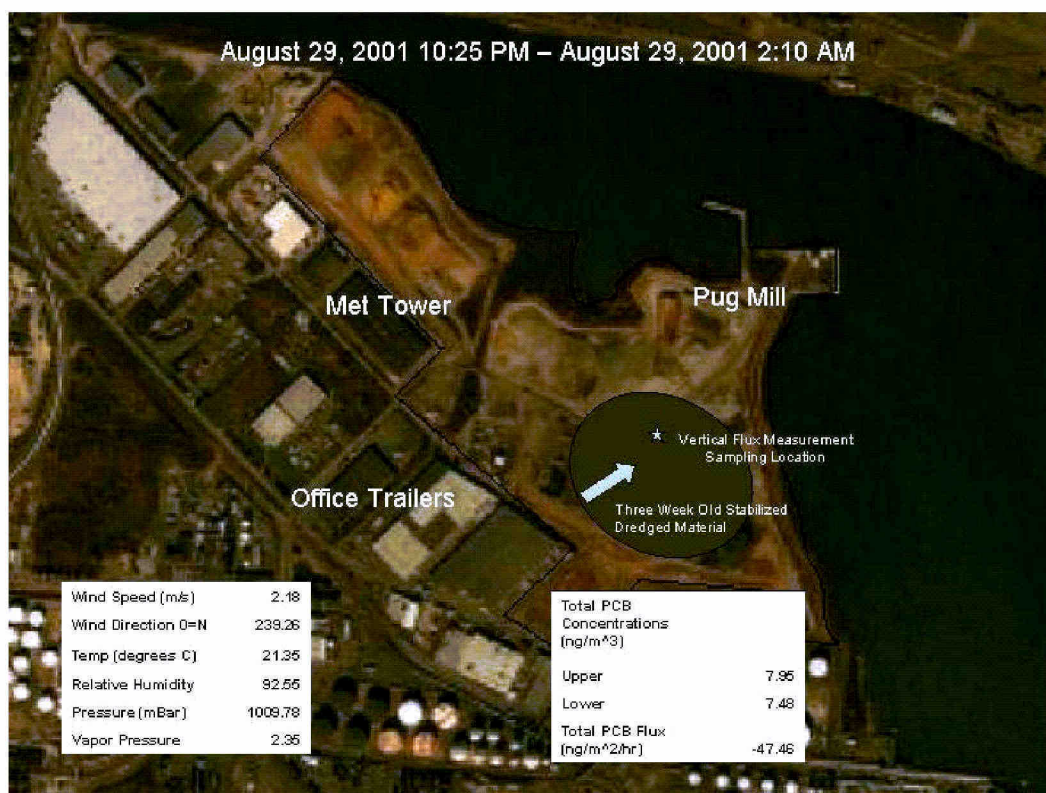 August 29, 2001 10:25 PM – August 29, 2001 2:10 AM
Met Tower
Pug Mill
Vertical Flux Measurement
Sampling Location
Office Trailers
Three Week Old Stabilized
Dredged Material
Wind Speed (m/s) 2.18
Wind Direction 0=N 239.26
Temp (degrees C) 21.35
Relative Humidity 92.55
Pressure (mBar) 1009.78
Vapor Pressure 2.35
Total PCB
Concentrations
(ng/m^3)
Upper 7.95
Lower 7.48
Total PCB Flux
(ng/m^2/hr) -47.46